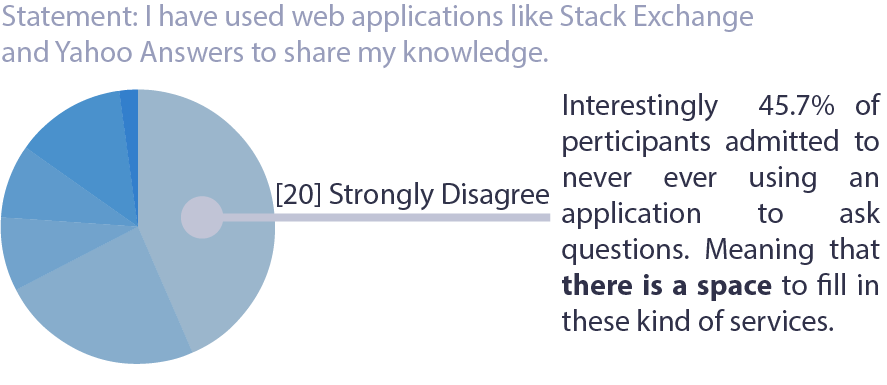 Statement: I have used web applications like Stack Exchange
and Yahoo Answers to share my knowledge.
[20] Strongly Disagree
Interestingly 45.7% of
perticipants admitted to
never ever using an
application to ask
questions. Meaning that
there is a space to fill in
these kind of services.